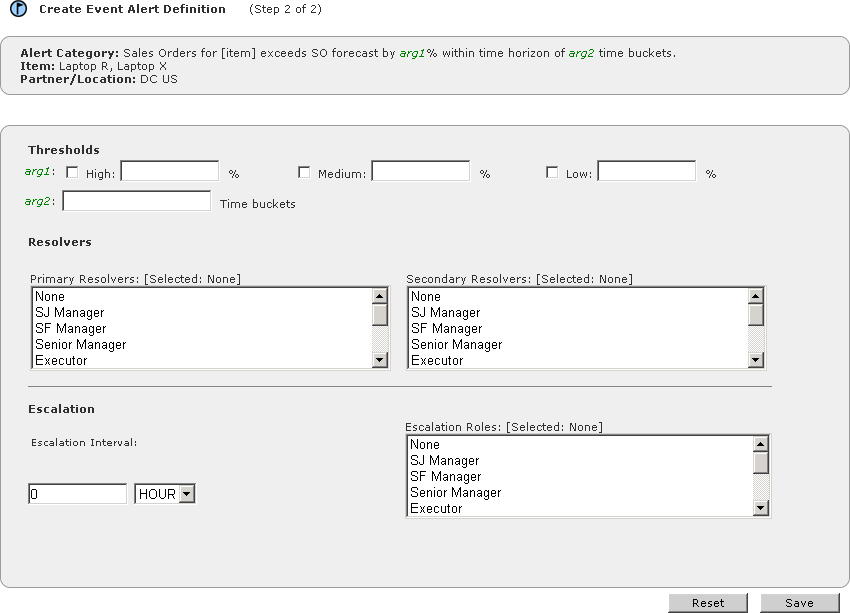 Create Event Alert Definition (Step 2 of 2)
Alert Category: Sales Orders for [item] exceeds SO forecast by arg1% within time horizon of arg2 time buckets.
Item: Laptop R, Laptop X
Partner/Location: DC US
Thresholds
arg1: High: % Medium: % Low: %
arg2: Time buckets
Resolvers
Primary Resolvers: [Selected: None] Secondary Resolvers: [Selected: None]
None None
SJ Manager SJ Manager
SF Manager SF Manager
Senior Manager Senior Manager
Executor Executor
Escalation
Escalation Roles: [Selected: None]
Escalation Interval:
None
SJ Manager
SF Manager
Senior Manager
0 HOUR
Executor
Reset Save